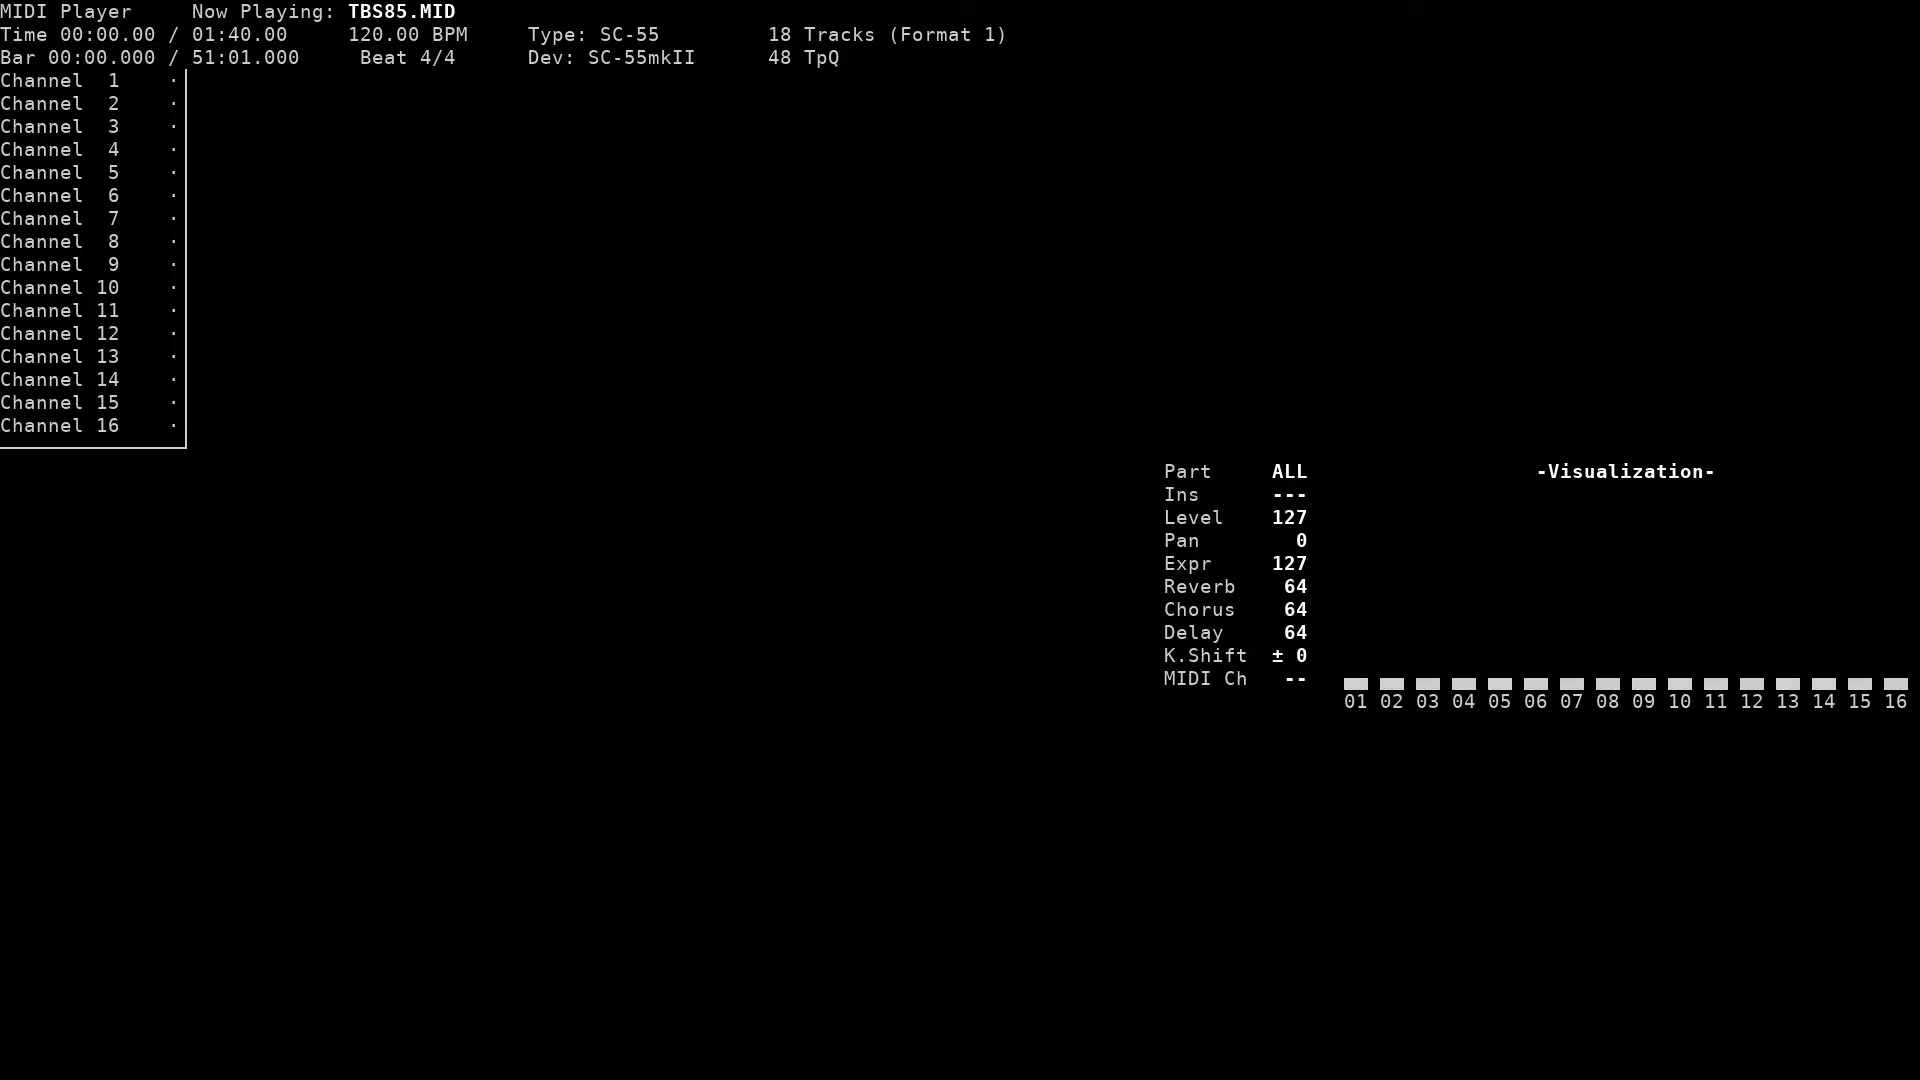 MIDI Player Now Playing: TBS85.MID
Time 00:00.00 / 01:40.00 120.00 BPM Type: SC-55 18 Tracks (Format 1)
Bar 00:00.000 / 51:01.000 Beat 4/4 Dev: SC-55mkII 48 TpQ
Channel 1 ·
Channel 2 ·
Channel 3 ·
Channel 4 ·
Channel 5 ·
Channel 6 ·
Channel 7 ·
Channel 8 ·
Channel 9 ·
Channel 10 ·
Channel 11 ·
Channel 12 ·
Channel 13 ·
Channel 14 ·
Channel 15 ·
Channel 16 ·
Part ALL -Visualization-
Ins ---
Level 127
Pan 0
Expr 127
Reverb 64
Chorus 64
Delay 64
K.Shift ± 0
MIDI Ch --
01 02 03 04 05 06 07 08 09 10 11 12 13 14 15 16